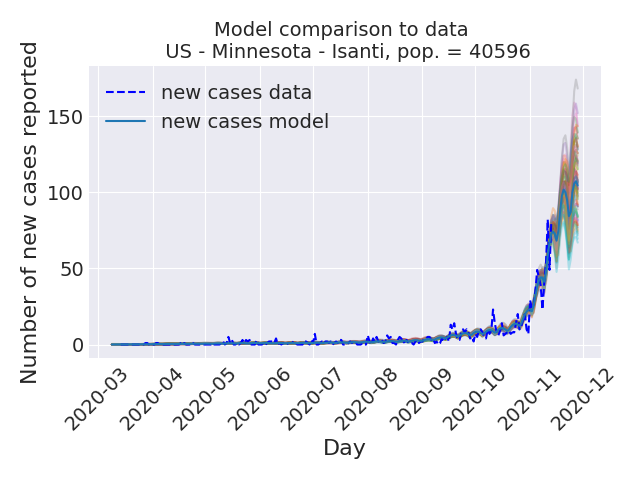 Model comparison to data
US - Minnesota - Isanti, pop. = 40596
Number of new cases reported
new cases data
new cases model
150
100
50
0
2020-03
2020-04
2020-05
2020-06
2020-07
2020-08
2020-09
2020-10
2020-11
2020-12
Day